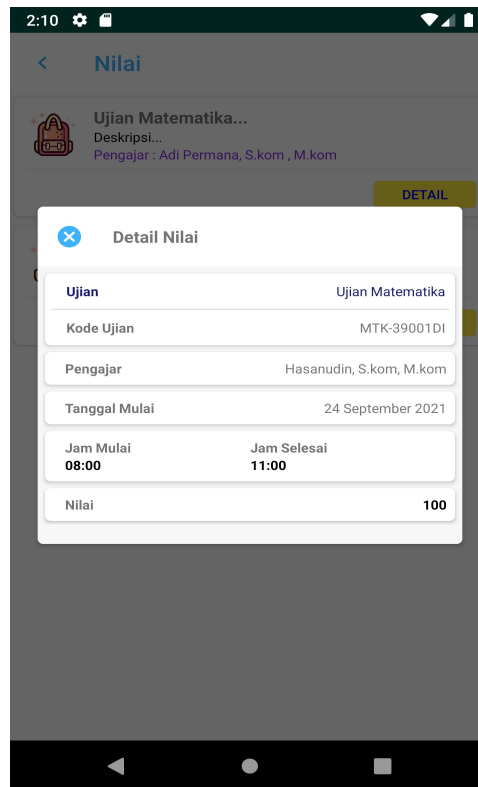 2:10
Nilai
Ujian Matematika...
Deskripsi...
Pengajar : Adi Permana, S.kom , M.kom
DETAIL
Detail Nilai
Ujian Ujian Matematika
Kode Ujian MTK-39001DI
Pengajar Hasanudin, S.kom, M.kom
Tanggal Mulai 24 September 2021
Jam Mulai Jam Selesai
08:00 11:00
Nilai 100